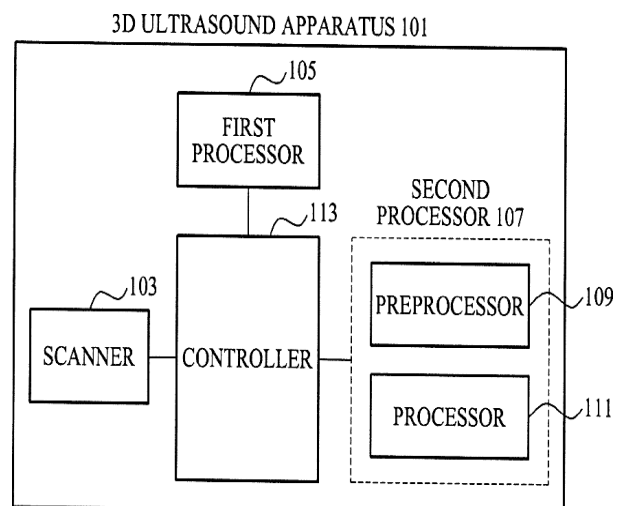 3D ULTRASOUND APPARATUS 101
105
FIRST
PROCESSOR
113
SECOND
PROCESSOR 107
103
SCANNER
CONTROLLER
PREPROCESSOR
109
PROCESSOR
111